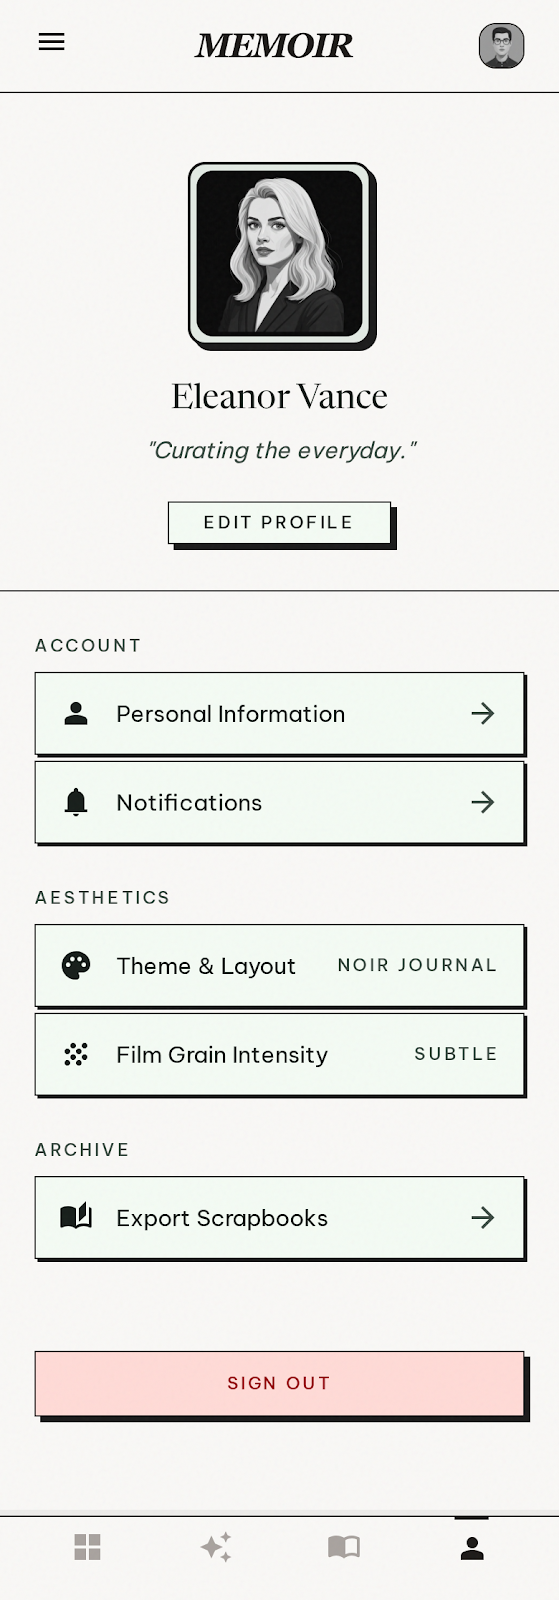 MEMOIR
Eleanor Vance
"Curating the everyday."
EDIT PROFILE
ACCOUNT
Personal Information
Notifications
AESTHETICS
Theme & Layout NOIR JOURNAL
Film Grain Intensity SUBTLE
ARCHIVE
Export Scrapbooks
SIGN OUT